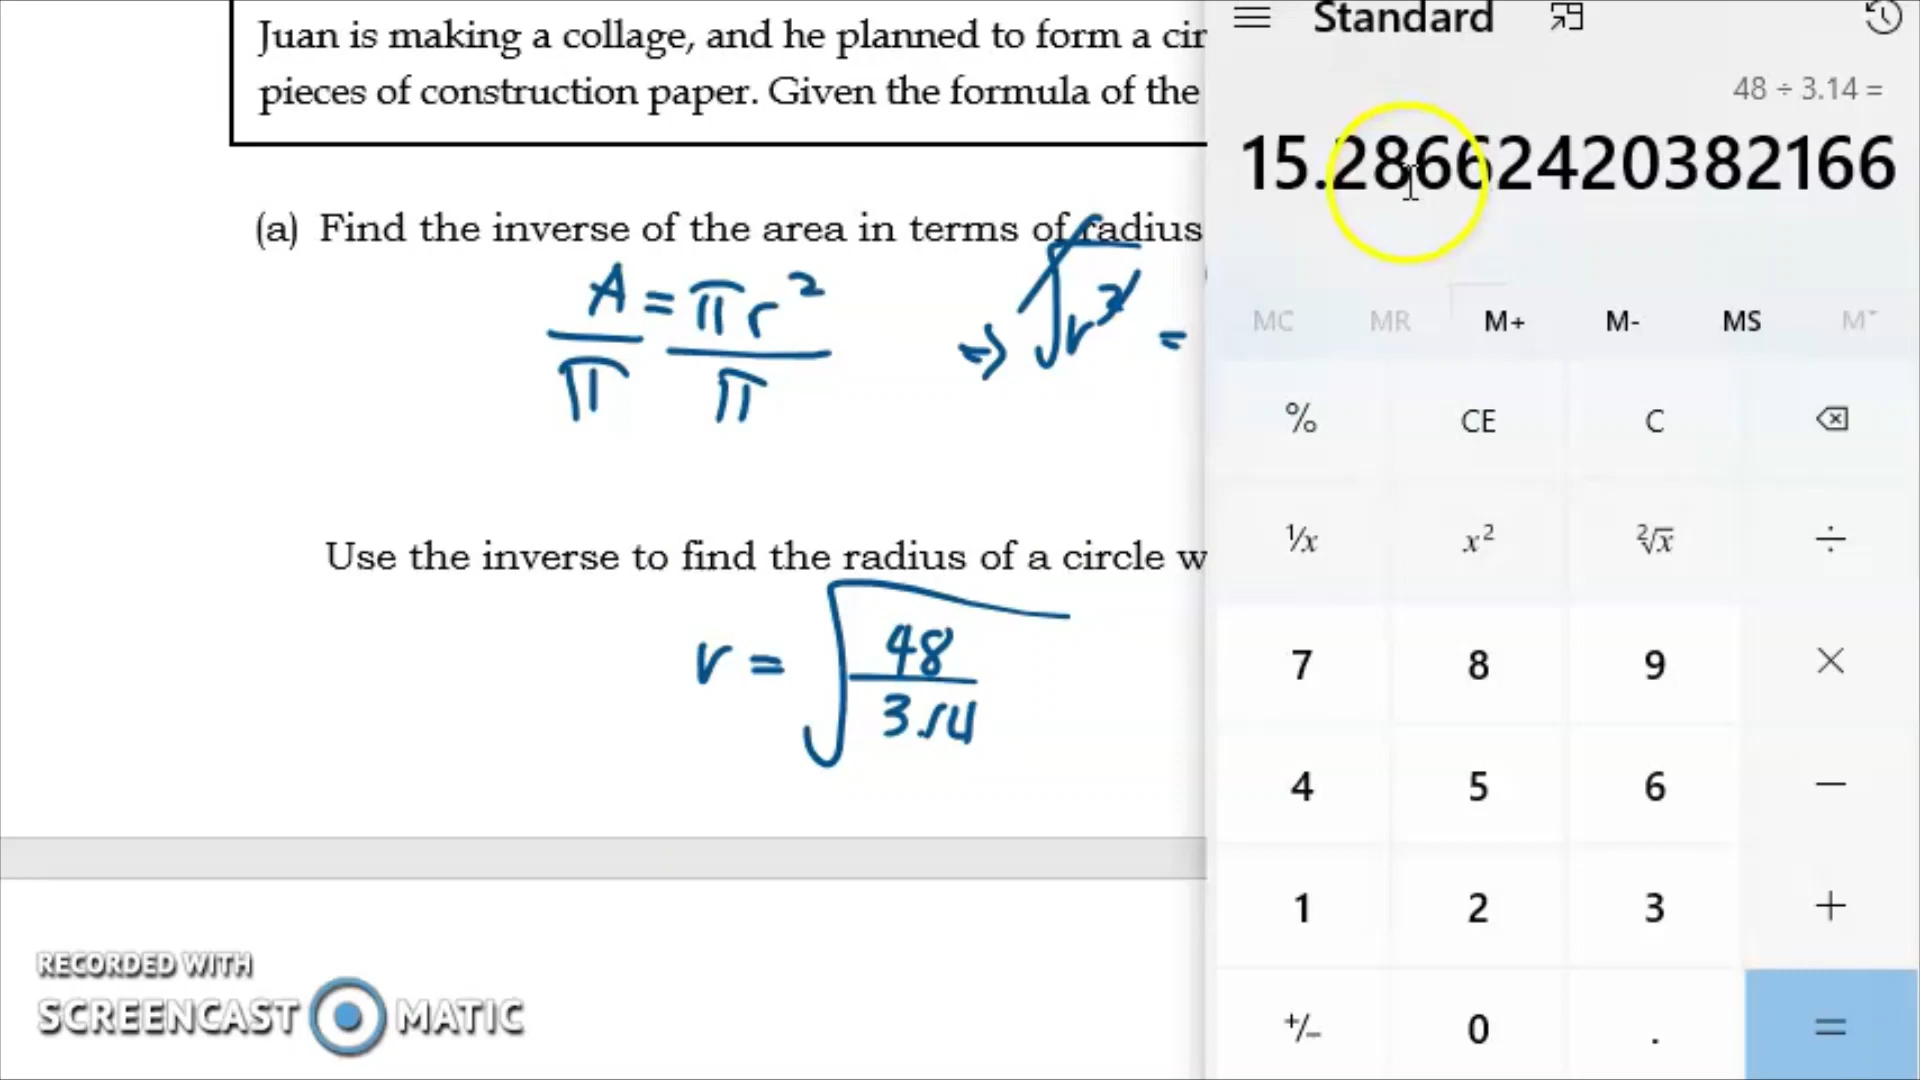 Juan is making a collage, and he planned to form a cir
pieces of construction paper. Given the formula of the
(a) Find the inverse of the area in terms of radius
A = πr²
π π
⇒ √r² =
Use the inverse to find the radius of a circle w
r = √
48
3.14
RECORDED WITH
SCREENCAST MATIC
Standard
48 ÷ 3.14 =
15.28662420382166
MC MR M+ M- MS M˅
% CE C
¹/x x² ²√x ÷
7 8 9 ×
4 5 6 −
1 2 3 +
+/− 0 . =